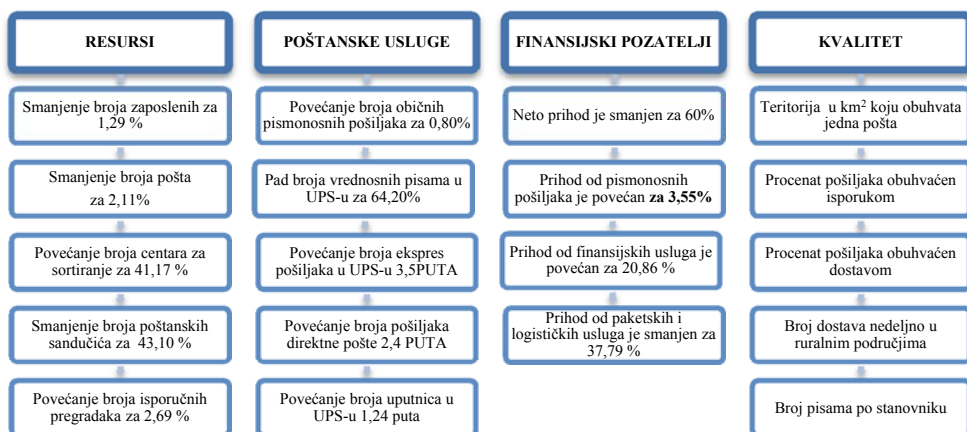 RESURSI
Smanjenje broja zaposlenih za
1,29 %
Smanjenje broja pošta
za 2,11%
Povećanje broja centara za
sortiranje za 41,17 %
Smanjenje broja poštanskih
sandučića za 43,10 %
Povećanje broja isporučnih
pregradaka za 2,69 %
POŠTANSKE USLUGE
Povećanje broja običnih
pismonosnih pošiljaka za 0,80%
Pad broja vrednosnih pisama u
UPS-u za 64,20%
Povećanje broja ekspres
pošiljaka u UPS-u 3,5PUTA
Povećanje broja pošiljaka
direktne pošte 2,4 PUTA
Povećanje broja uputnica u
UPS-u 1,24 puta
FINANSIJSKI POZATELJI
Neto prihod je smanjen za 60%
Prihod od pismonosnih
pošiljaka je povećan za 3,55%
Prihod od finansijskih usluga je
povećan za 20,86 %
Prihod od paketskih i
logističkih usluga je smanjen za
37,79 %
KVALITET
Teritorija u km² koju obuhvata
jedna pošta
Procenat pošiljaka obuhvaćen
isporukom
Procenat pošiljaka obuhvaćen
dostavom
Broj dostava nedeljno u
ruralnim područjima
Broj pisama po stanovniku